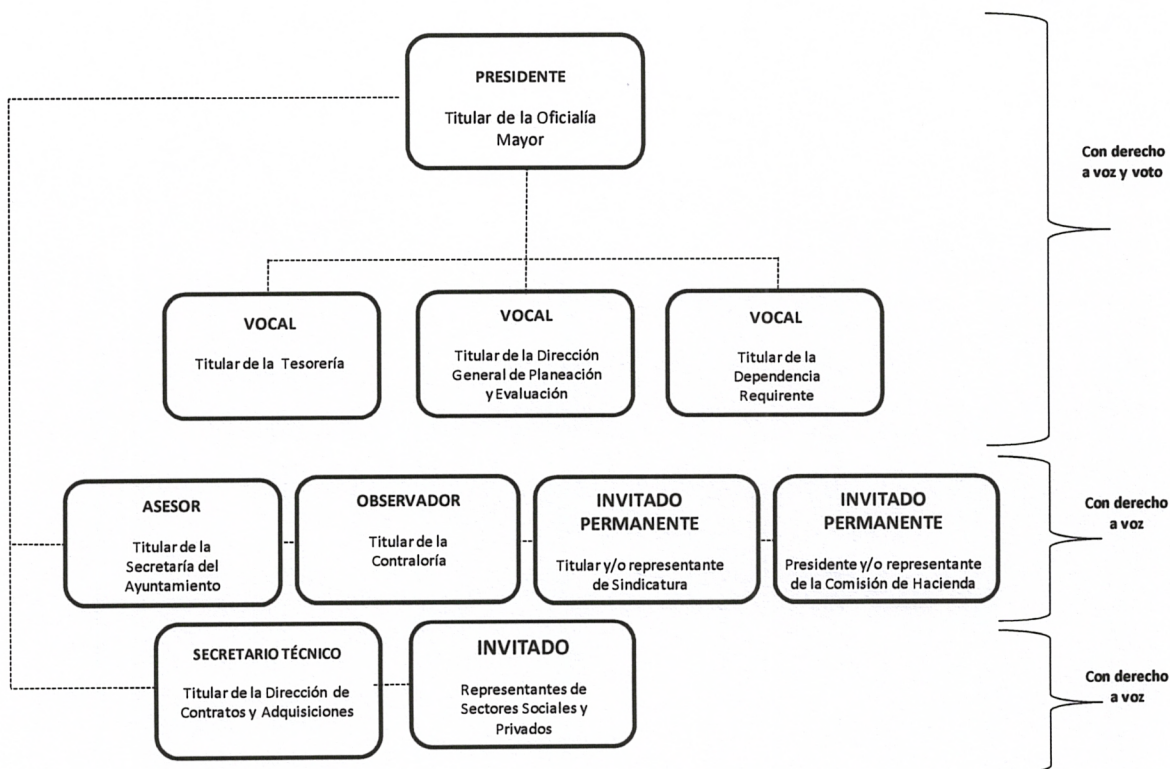 PRESIDENTE
Titular de la Oficialía
Mayor
Con derecho
a voz y voto
VOCAL
Titular de la Tesorería
VOCAL
Titular de la Dirección
General de Planeación
y Evaluación
VOCAL
Titular de la
Dependencia
Requirente
ASESOR
Titular de la
Secretaría del
Ayuntamiento
OBSERVADOR
Titular de la
Contraloría
INVITADO
PERMANENTE
Titular y/o representante
de Sindicatura
INVITADO
PERMANENTE
Presidente y/o representante
de la Comisión de Hacienda
Con derecho
a voz
SECRETARIO TÉCNICO
Titular de la Dirección de
Contratos y Adquisiciones
INVITADO
Representantes de
Sectores Sociales y
Privados
Con derecho
a voz